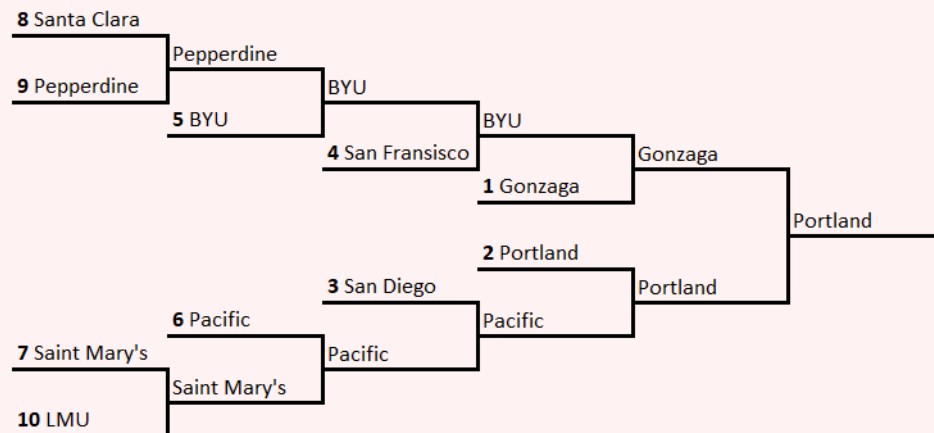 8 Santa Clara
Pepperdine
9 Pepperdine
BYU
5 BYU
BYU
4 San Fransisco
Gonzaga
1 Gonzaga
Portland
2 Portland
3 San Diego
Portland
6 Pacific
Pacific
7 Saint Mary's
Pacific
Saint Mary's
10 LMU